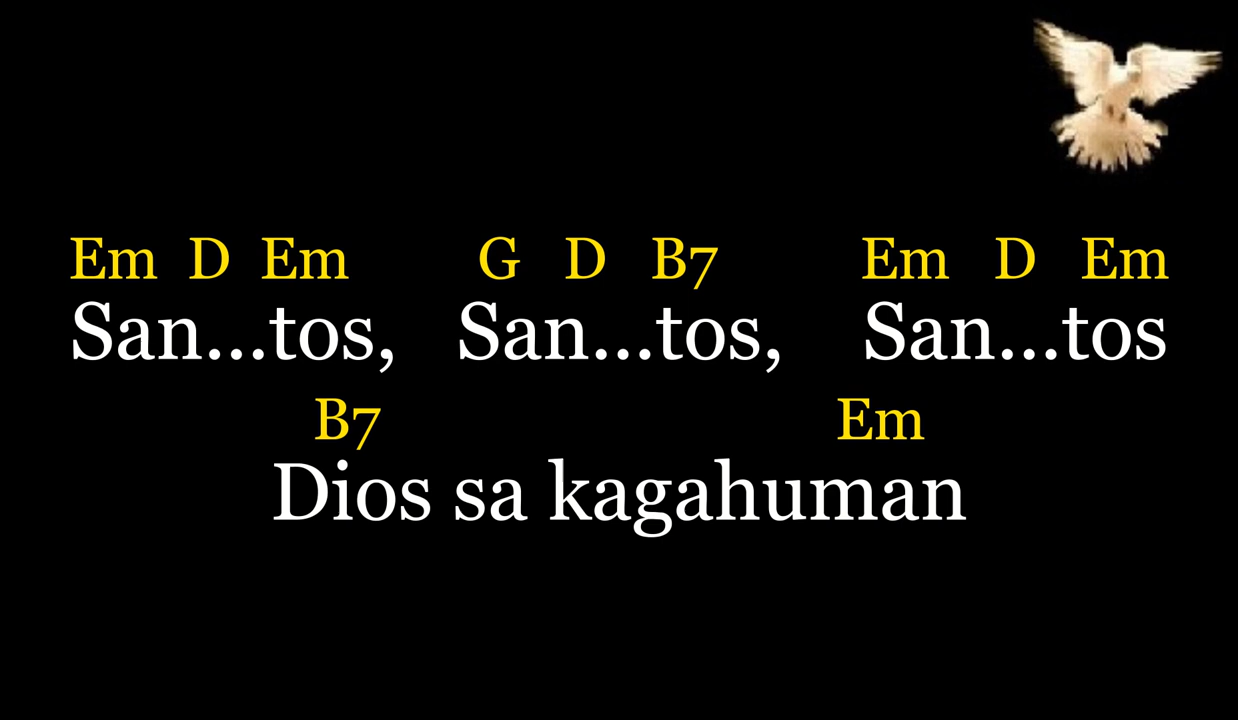 Em D Em G D B7 Em D Em
San...tos, San...tos, San...tos
B7 Em
Dios sa kagahuman